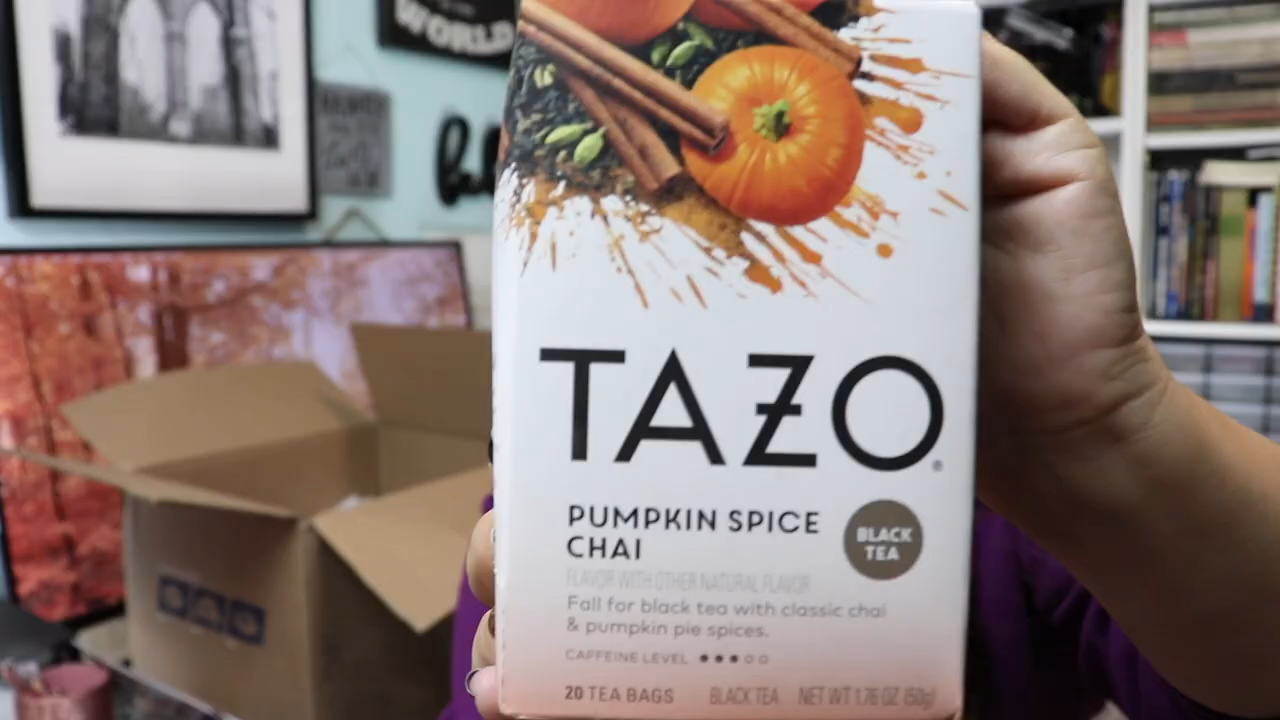 WORLD
TAZO®
PUMPKIN SPICE
CHAI
BLACK
TEA
FLAVOR WITH OTHER NATURAL FLAVOR
Fall for black tea with classic chai
& pumpkin pie spices.
CAFFEINE LEVEL
20 TEA BAGS BLACK TEA NET WT 1.76 OZ (50g)